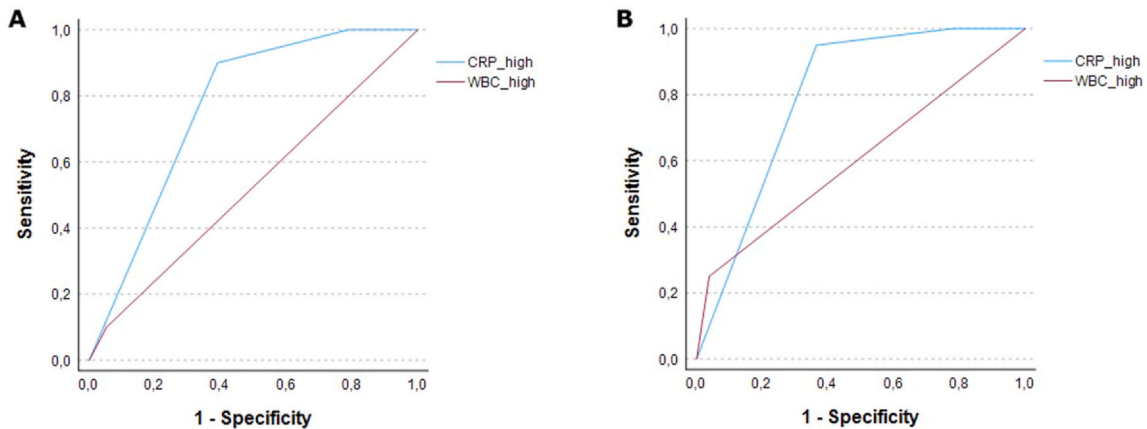 A
1,0
0,8
0,6
0,4
0,2
0,0
Sensitivity
0,0 0,2 0,4 0,6 0,8 1,0
1 - Specificity
CRP_high
WBC_high
B
1,0
0,8
0,6
0,4
0,2
0,0
Sensitivity
0,0 0,2 0,4 0,6 0,8 1,0
1 - Specificity
CRP_high
WBC_high